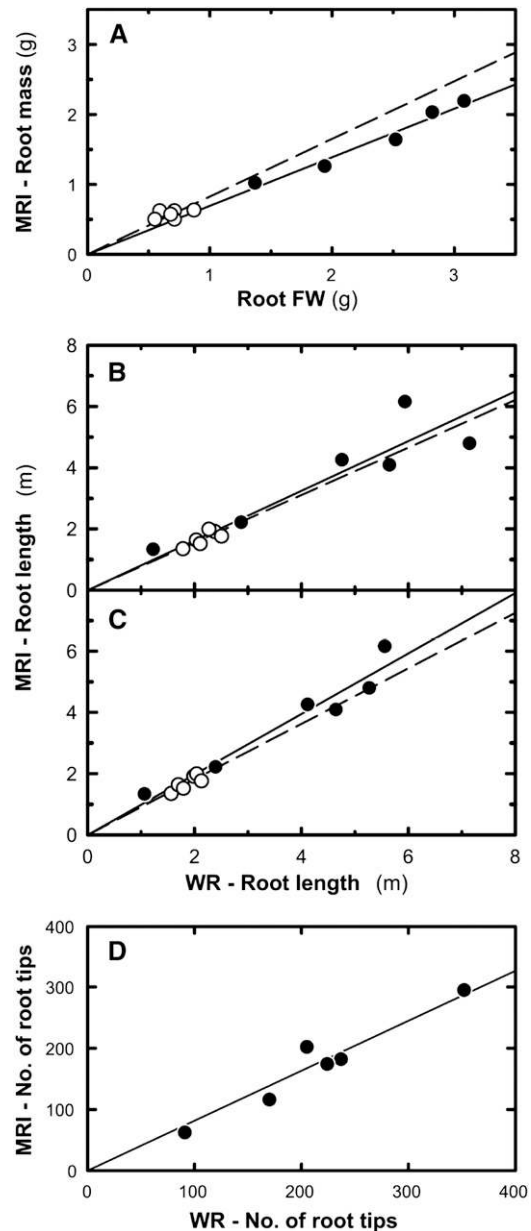 A
MRI - Root mass (g)
3
2
1
0
0 1 2 3
Root FW (g)
B
8
6
4
2
0
MRI - Root length (m)
C
6
4
2
0
0 2 4 6 8
WR - Root length (m)
D
MRI - No. of root tips
400
300
200
100
0
0 100 200 300 400
WR - No. of root tips